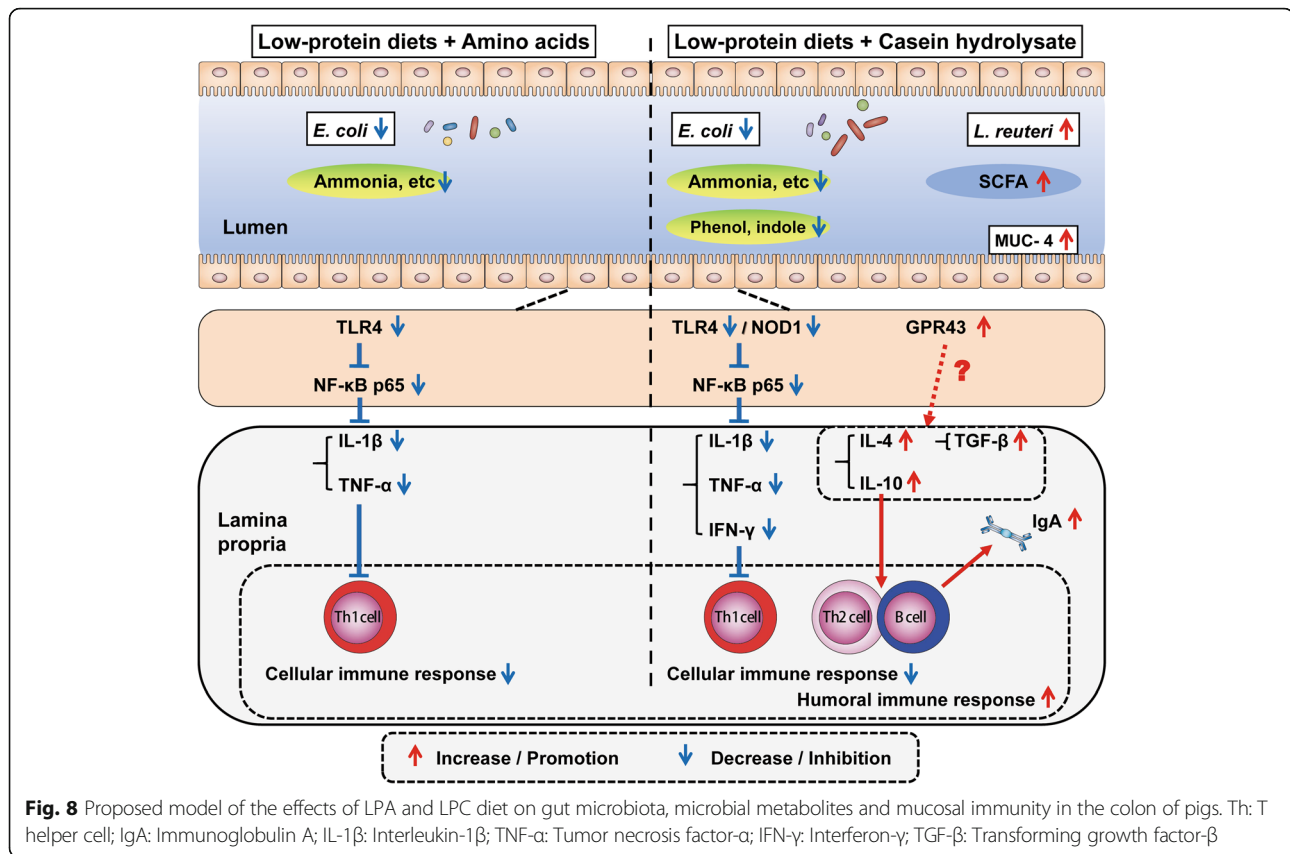 Low-protein diets + Amino acids
Low-protein diets + Casein hydrolysate
E. coli
E. coli
L. reuteri
Ammonia, etc
Ammonia, etc
SCFA
Lumen
Phenol, indole
MUC- 4
TLR4
TLR4 / NOD1
GPR43
?
NF-κB p65
NF-κB p65
IL-1β
TNF-α
IL-1β
TNF-α
IFN-γ
IL-4
TGF-β
IL-10
IgA
Lamina
propria
Th1 cell
Th1 cell
Th2 cell
B cell
Cellular immune response
Cellular immune response
Humoral immune response
Increase / Promotion
Decrease / Inhibition
Fig. 8 Proposed model of the effects of LPA and LPC diet on gut microbiota, microbial metabolites and mucosal immunity in the colon of pigs. Th: T
helper cell; IgA: Immunoglobulin A; IL-1β: Interleukin-1β; TNF-α: Tumor necrosis factor-α; IFN-γ: Interferon-γ; TGF-β: Transforming growth factor-β